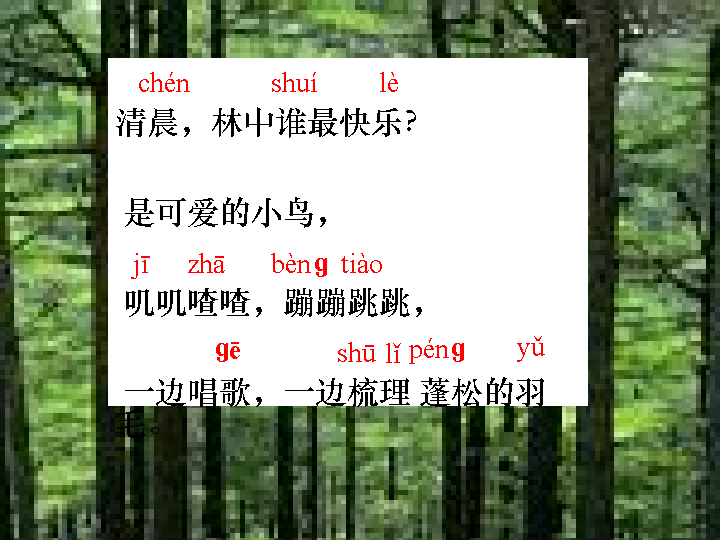 chén shuí lè
清晨，林中谁最快乐？
是可爱的小鸟，
jī zhā bèng tiào
叽叽喳喳，蹦蹦跳跳，
gē shū lǐ péng yǔ
一边唱歌，一边梳理 蓬松的羽
毛。